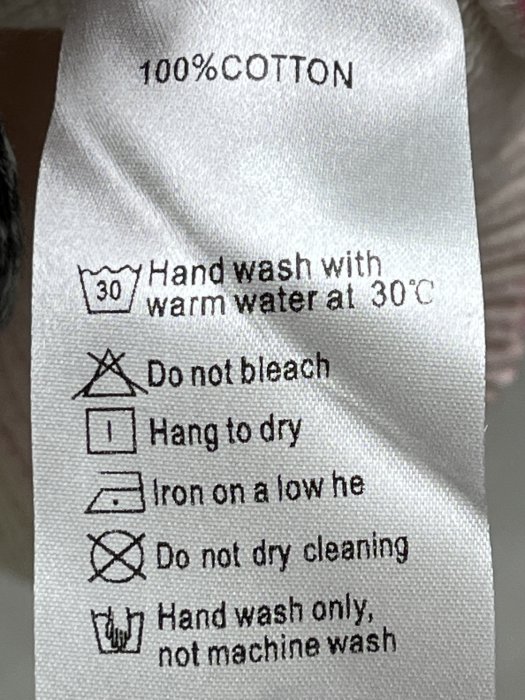 100%COTTON
30 Hand wash with
warm water at 30°C
Do not bleach
Hang to dry
Iron on a low he
Do not dry cleaning
Hand wash only,
not machine wash